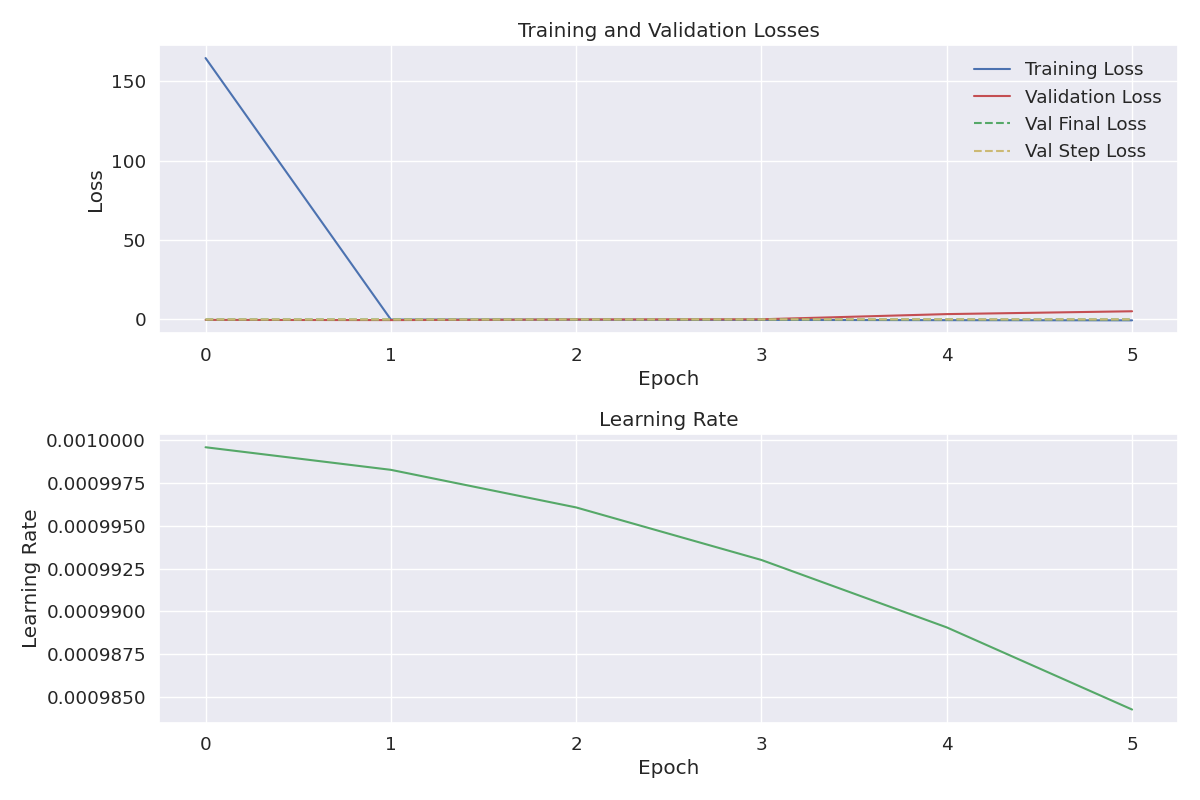 Training and Validation Losses
Training Loss
Validation Loss
Val Final Loss
Val Step Loss
150
100
50
0
Loss
0 1 2 3 4 5
Epoch
Learning Rate
0.0010000
0.0009975
0.0009950
0.0009925
0.0009900
0.0009875
0.0009850
Learning Rate
0 1 2 3 4 5
Epoch